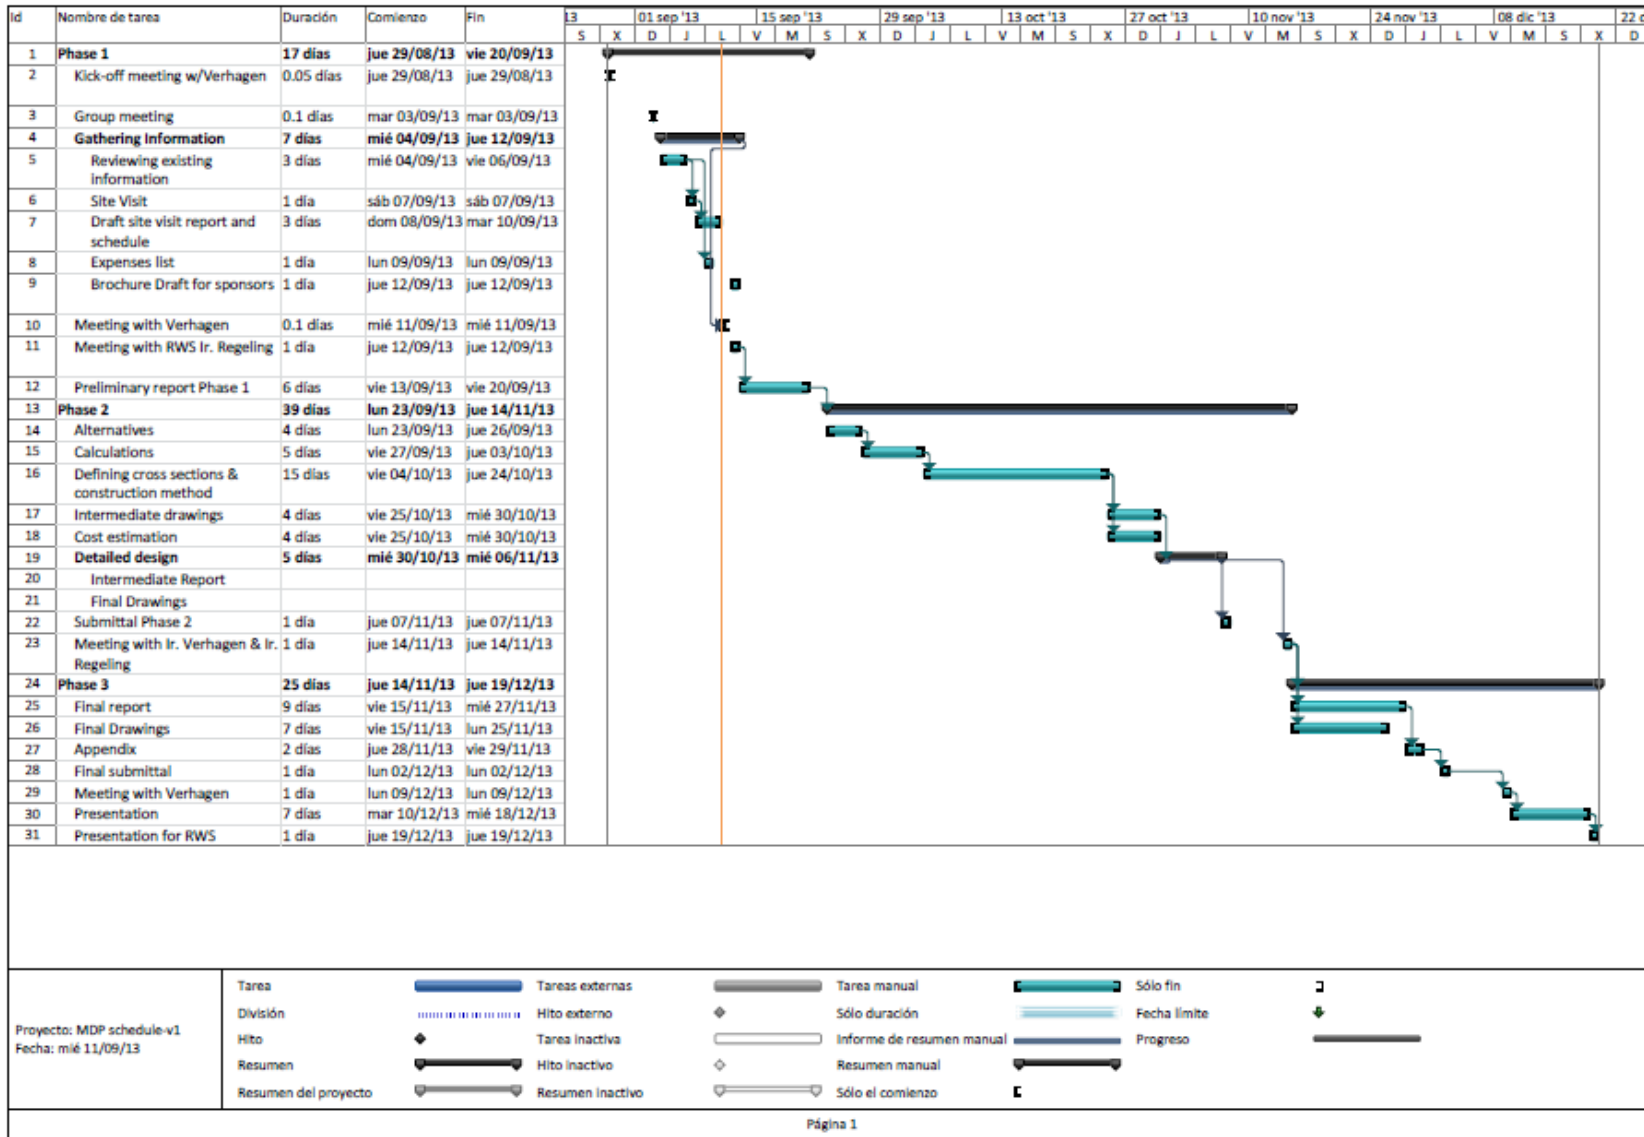 Id Nombre de tarea Duración Comienzo Fin 13 01 sep '13 15 sep '13 29 sep '13 13 oct '13 27 oct '13 10 nov '13 24 nov '13 08 dic '13 22 d
S X D J L V M S X D J L V M S X D J L V M S X D J L V M S X D
1 Phase 1 17 días jue 29/08/13 vie 20/09/13
2 Kick-off meeting w/Verhagen 0.05 días jue 29/08/13 jue 29/08/13
3 Group meeting 0.1 días mar 03/09/13 mar 03/09/13
4 Gathering Information 7 días mié 04/09/13 jue 12/09/13
5 Reviewing existing 3 días mié 04/09/13 vie 06/09/13
information
6 Site Visit 1 día sáb 07/09/13 sáb 07/09/13
7 Draft site visit report and 3 días dom 08/09/13 mar 10/09/13
schedule
8 Expenses list 1 día lun 09/09/13 lun 09/09/13
9 Brochure Draft for sponsors 1 día jue 12/09/13 jue 12/09/13
10 Meeting with Verhagen 0.1 días mié 11/09/13 mié 11/09/13
11 Meeting with RWS Ir. Regeling 1 día jue 12/09/13 jue 12/09/13
12 Preliminary report Phase 1 6 días vie 13/09/13 vie 20/09/13
13 Phase 2 39 días lun 23/09/13 jue 14/11/13
14 Alternatives 4 días lun 23/09/13 jue 26/09/13
15 Calculations 5 días vie 27/09/13 jue 03/10/13
16 Defining cross sections & 15 días vie 04/10/13 jue 24/10/13
construction method
17 Intermediate drawings 4 días vie 25/10/13 mié 30/10/13
18 Cost estimation 4 días vie 25/10/13 mié 30/10/13
19 Detailed design 5 días mié 30/10/13 mié 06/11/13
20 Intermediate Report
21 Final Drawings
22 Submittal Phase 2 1 día jue 07/11/13 jue 07/11/13
23 Meeting with Ir. Verhagen & Ir. 1 día jue 14/11/13 jue 14/11/13
Regeling
24 Phase 3 25 días jue 14/11/13 jue 19/12/13
25 Final report 9 días vie 15/11/13 mié 27/11/13
26 Final Drawings 7 días vie 15/11/13 lun 25/11/13
27 Appendix 2 días jue 28/11/13 vie 29/11/13
28 Final submittal 1 día lun 02/12/13 lun 02/12/13
29 Meeting with Verhagen 1 día lun 09/12/13 lun 09/12/13
30 Presentation 7 días mar 10/12/13 mié 18/12/13
31 Presentation for RWS 1 día jue 19/12/13 jue 19/12/13
Proyecto: MDP schedule-v1
Fecha: mié 11/09/13
Tarea Tareas externas Tarea manual Sólo fin
División Hito externo Sólo duración Fecha límite
Hito Tarea inactiva Informe de resumen manual Progreso
Resumen Hito inactivo Resumen manual
Resumen del proyecto Resumen inactivo Sólo el comienzo
Página 1